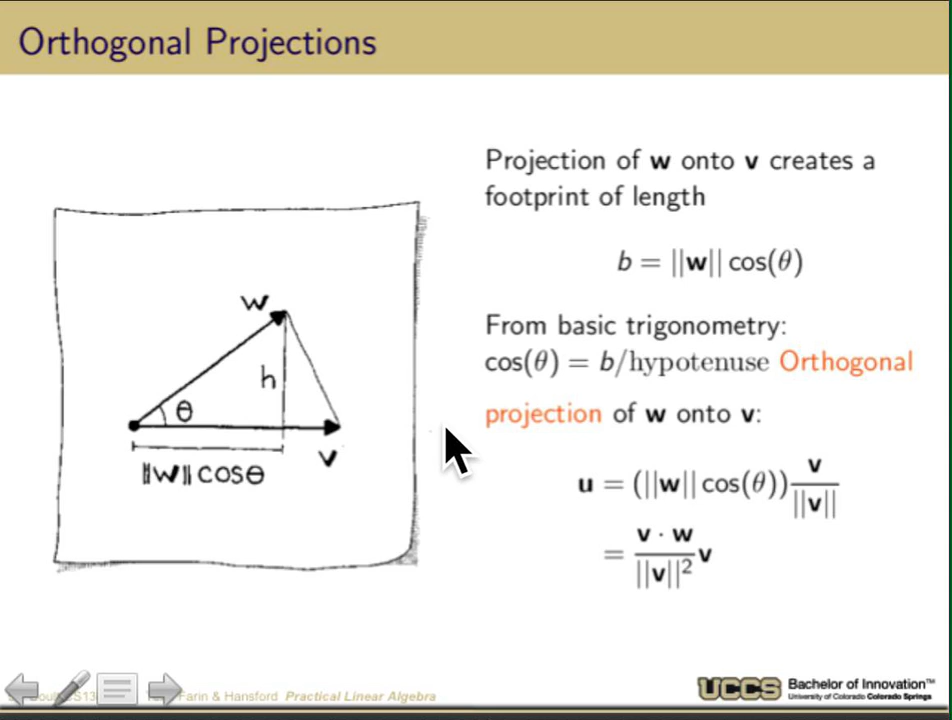 Orthogonal Projections
Projection of w onto v creates a
footprint of length
b = ||w|| cos(θ)
From basic trigonometry:
cos(θ) = b/hypotenuse Orthogonal
projection of w onto v:
u = (||w|| cos(θ)) v / ||v||
= v · w / ||v||² v
w
h
θ
v
||w|| cosθ
Farin & Hansford Practical Linear Algebra
UCCS
Bachelor of Innovation™
University of Colorado Colorado Springs